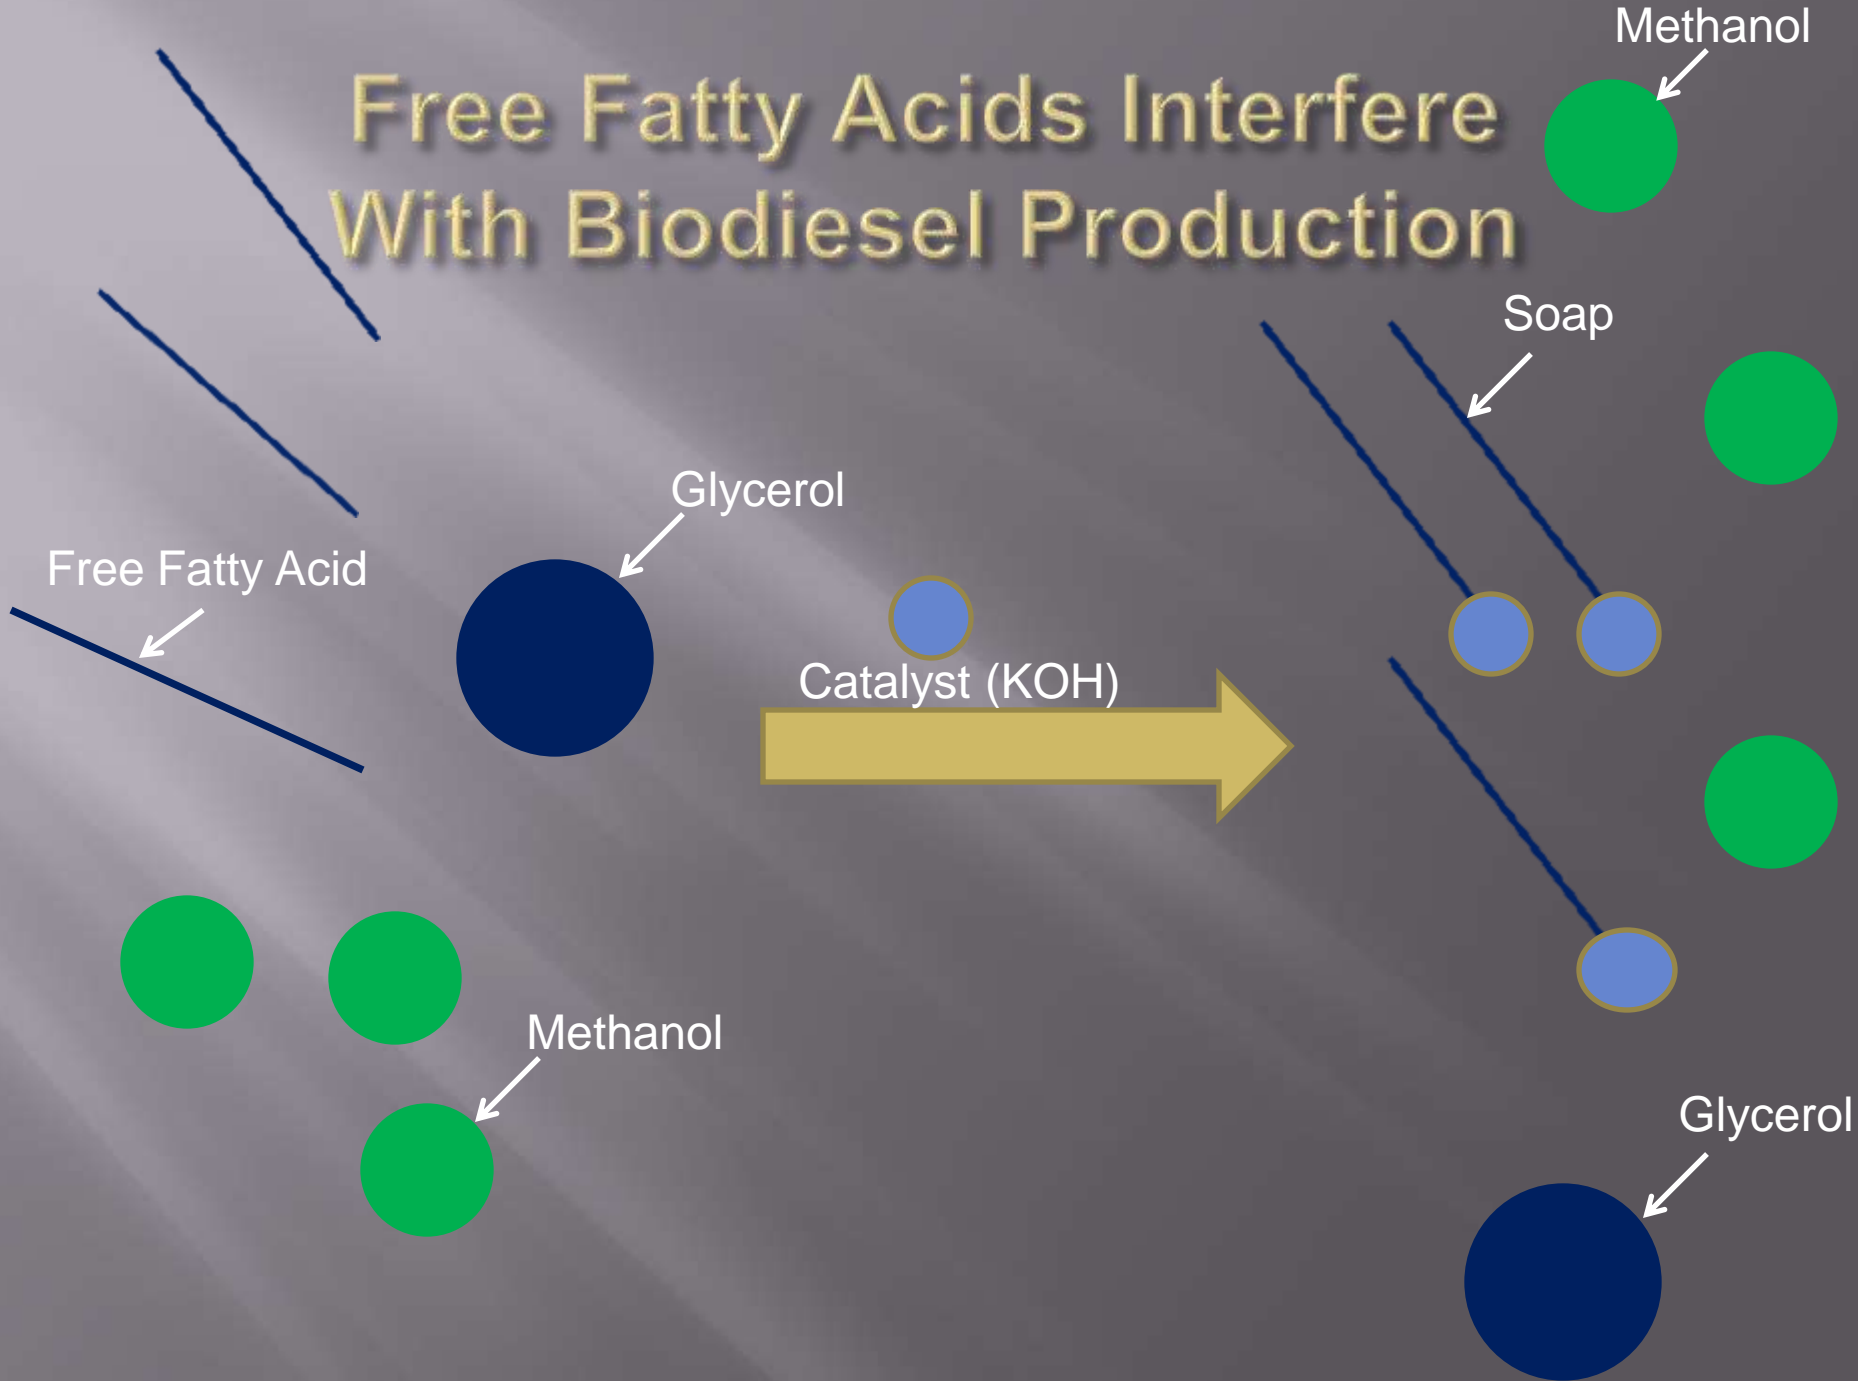 Methanol
Free Fatty Acids Interfere
With Biodiesel Production
Soap
Glycerol
Free Fatty Acid
Catalyst (KOH)
Methanol
Glycerol